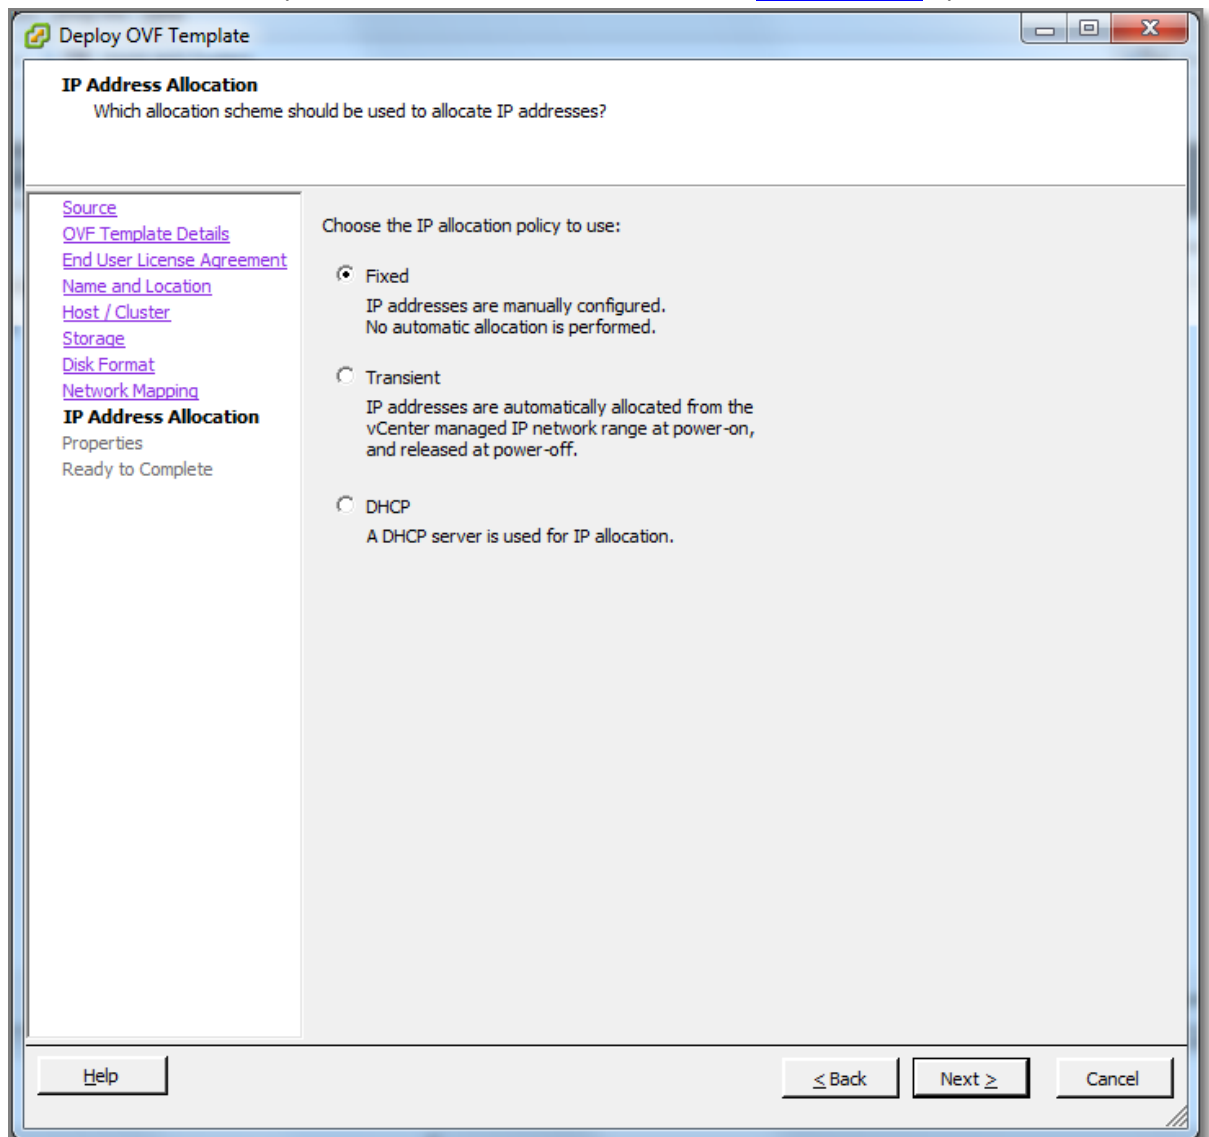 Deploy OVF Template
IP Address Allocation
Which allocation scheme should be used to allocate IP addresses?
Source
OVF Template Details
End User License Agreement
Name and Location
Host / Cluster
Storage
Disk Format
Network Mapping
IP Address Allocation
Properties
Ready to Complete
Choose the IP allocation policy to use:
Fixed
IP addresses are manually configured.
No automatic allocation is performed.
Transient
IP addresses are automatically allocated from the
vCenter managed IP network range at power-on,
and released at power-off.
DHCP
A DHCP server is used for IP allocation.
Help
< Back
Next >
Cancel